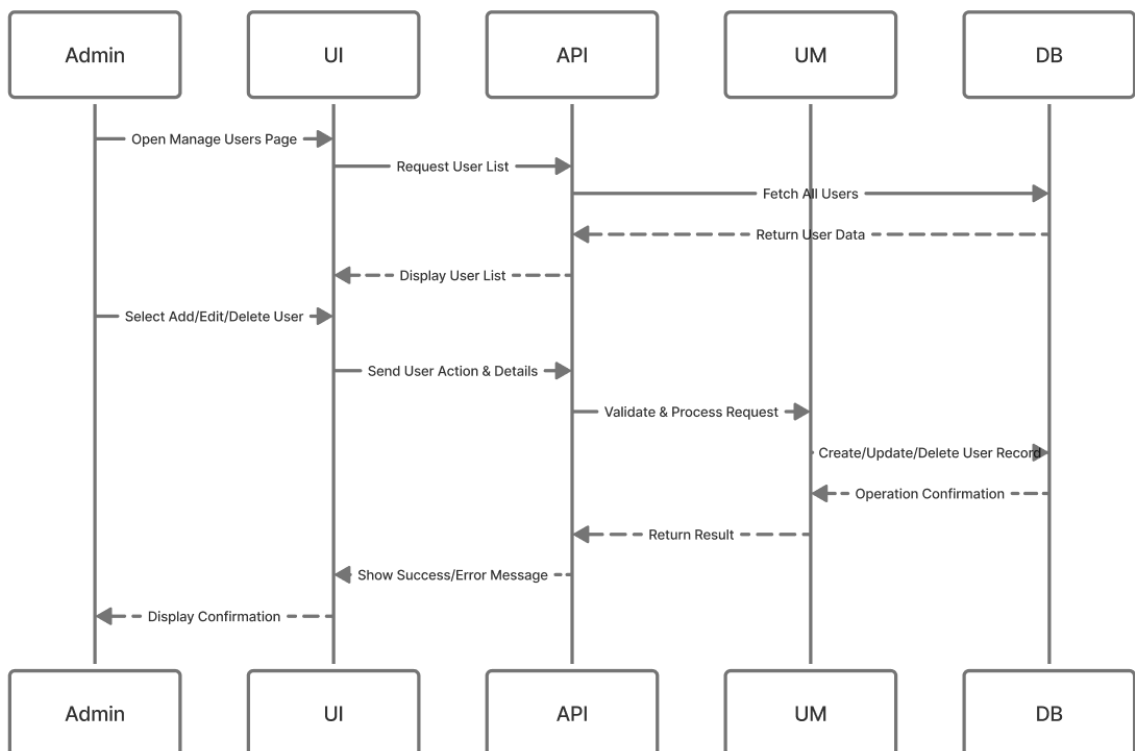 Admin
UI
API
UM
DB
Open Manage Users Page
Request User List
Fetch All Users
Return User Data
Display User List
Select Add/Edit/Delete User
Send User Action & Details
Validate & Process Request
Create/Update/Delete User Record
Operation Confirmation
Return Result
Show Success/Error Message
Display Confirmation
Admin
UI
API
UM
DB